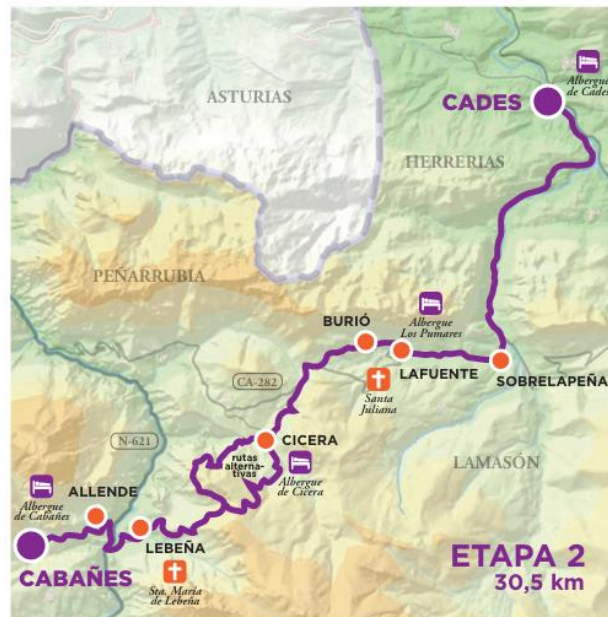 ASTURIAS
Albergue
de Cades
CADES
HERRERIAS
PEÑARRUBIA
BURIÓ
Albergue
Los Pumares
LAFUENTE
SOBRELAPEÑA
CA-282
Santa
Juliana
N-621
CICERA
rutas
alterna-
tivas
Albergue
de Cicera
LAMASÓN
Albergue
de Cabañes
ALLENDE
LEBEÑA
CABAÑES
Sta. María
de Lebeña
ETAPA 2
30,5 km